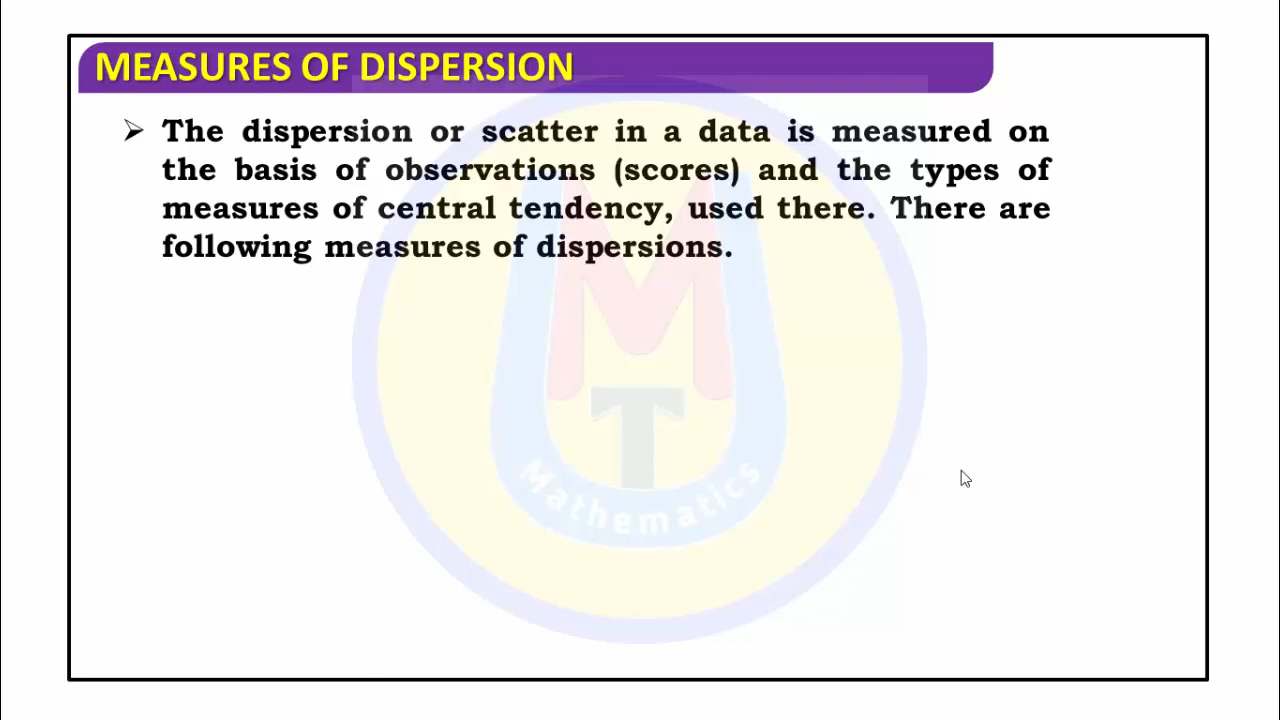 MEASURES OF DISPERSION
➢ The dispersion or scatter in a data is measured on
the basis of observations (scores) and the types of
measures of central tendency, used there. There are
following measures of dispersions.
M
T
Mathematics